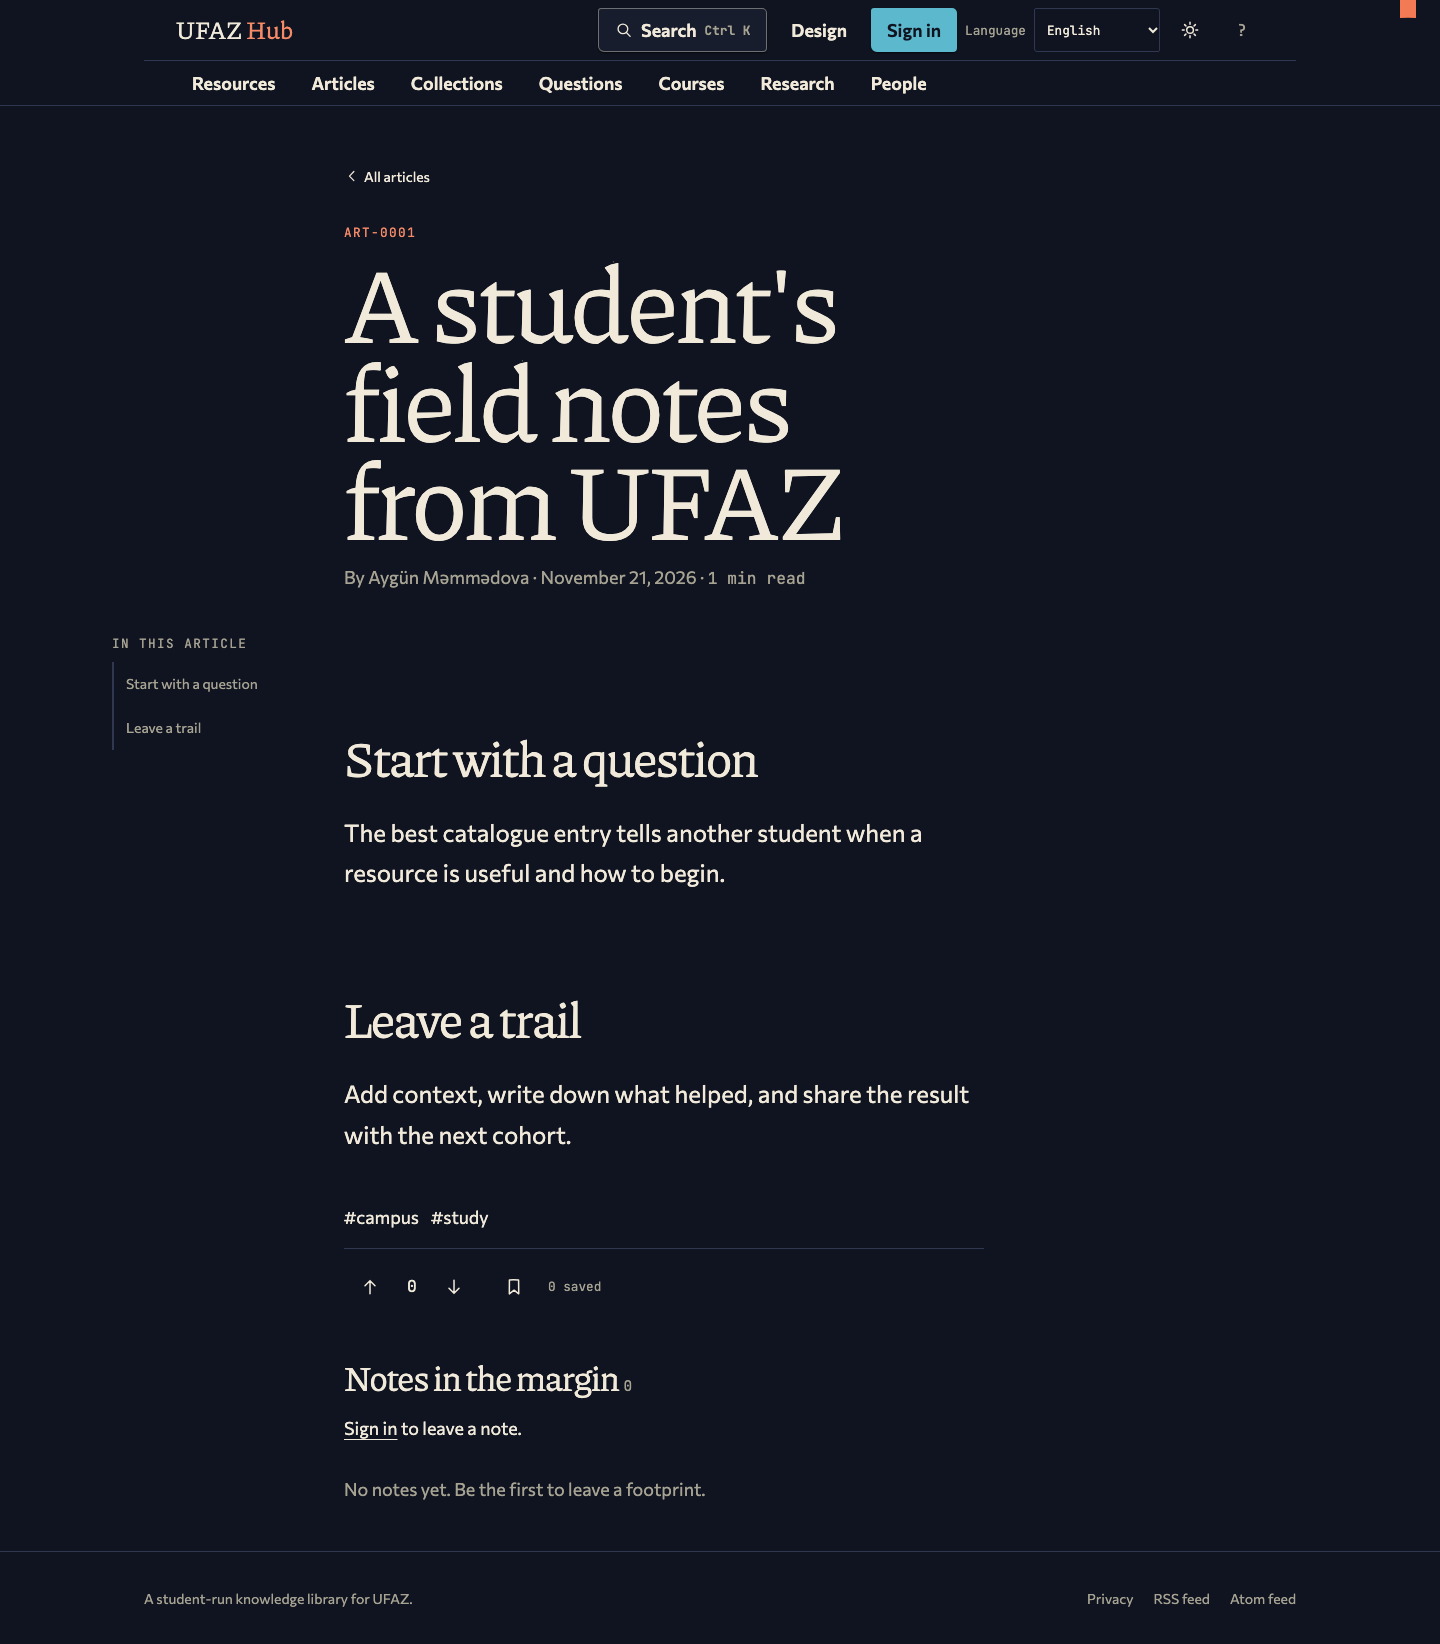 UFAZ Hub
Search Ctrl K
Design
Sign in
Language
English
?
Resources
Articles
Collections
Questions
Courses
Research
People
All articles
ART-0001
A student's
field notes
from UFAZ
By Aygün Məmmədova · November 21, 2026 · 1 min read
IN THIS ARTICLE
Start with a question
Leave a trail
Start with a question
The best catalogue entry tells another student when a
resource is useful and how to begin.
Leave a trail
Add context, write down what helped, and share the result
with the next cohort.
#campus #study
0
0 saved
Notes in the margin 0
Sign in to leave a note.
No notes yet. Be the first to leave a footprint.
A student-run knowledge library for UFAZ.
Privacy
RSS feed
Atom feed